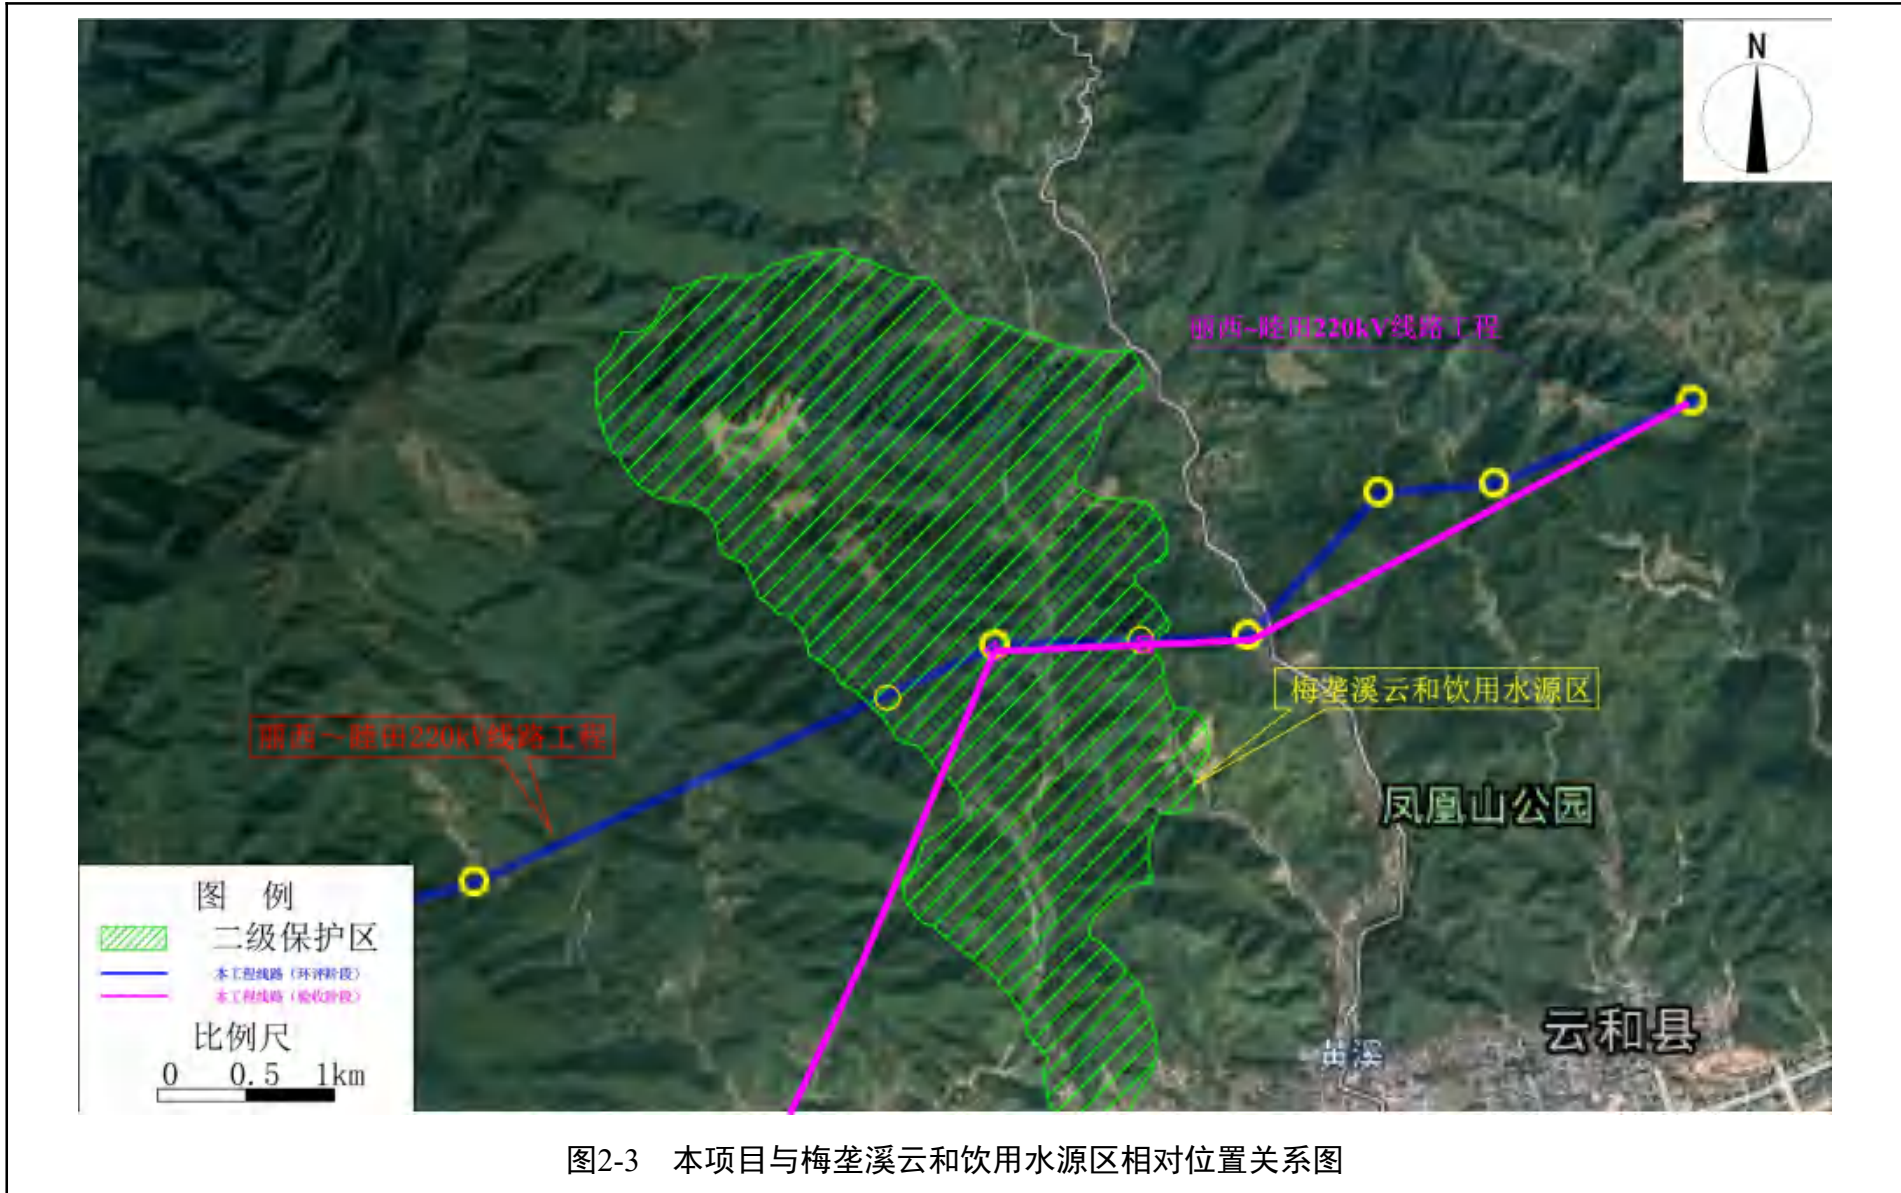 N
丽西~睦田220kV线路工程
梅垄溪云和饮用水源区
丽西～睦田220kV线路工程
凤凰山公园
图 例
二级保护区
本工程线路（环评阶段）
本工程线路（验收阶段）
比例尺
0 0.5 1km
云和县
黄溪
图2-3 本项目与梅垄溪云和饮用水源区相对位置关系图